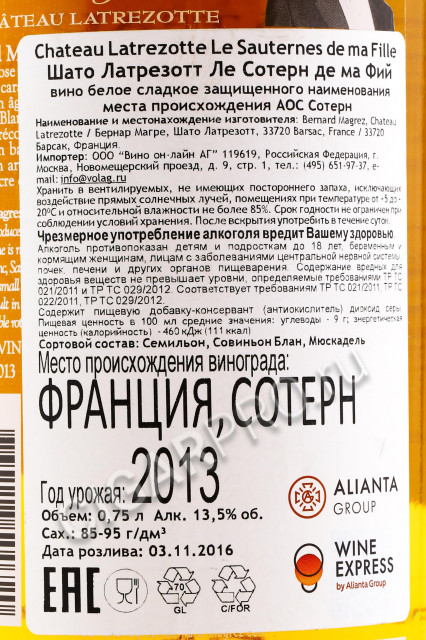 CHÂTEAU LATREZOTTE
Chateau Latrezotte Le Sauternes de ma Fille
Шато Латрезотт Ле Сотерн де ма Фий
вино белое сладкое защищенного наименования
места происхождения АОС Сотерн
Наименование и местонахождение изготовителя: Bernard Magrez, Chateau
Latrezotte / Бернар Магре, Шато Латрезотт, 33720 Barsac, France / 33720
Барсак, Франция.
Импортер: ООО "Вино он-лайн АГ" 119619, Российская Федерация, г.
Москва, Новомещерский проезд, д. 9, стр. 1, тел.: (495) 651-97-37, e-
mail: info@volag.ru
Хранить в вентилируемых, не имеющих постороннего запаха, исключающих
воздействие прямых солнечных лучей, помещениях при температуре от +5 до +
20°С и относительной влажности не более 85%. Срок годности не ограничен при
соблюдении условий хранения. После вскрытия употребить в течение суток.
Чрезмерное употребление алкоголя вредит Вашему здоровью.
Алкоголь противопоказан детям и подросткам до 18 лет, беременным и
кормящим женщинам, лицам с заболеваниями центральной нервной системы,
почек, печени и других органов пищеварения. Содержание вредных для
здоровья веществ не превышает уровни, определяемые требованиями ТР ТС
021/2011 и ТР ТС 029/2012. Соответствует требованиям ТР ТС 021/2011, ТР ТС
022/2011, ТР ТС 029/2012.
Содержит пищевую добавку-консервант (антиокислитель) диоксид серы.
Пищевая ценность в 100 мл средние значения: углеводы - 9 г; энергетическая
ценность (калорийность) - 460 кДж (111 ккал)
Сортовой состав: Семильон, Совиньон Блан, Мюскадель
Место происхождения винограда:
ФРАНЦИЯ, СОТЕРН
Год урожая: 2013
Объем: 0,75 л Алк. 13,5% об.
Сах.: 85-95 г/дм³
Дата розлива: 03.11.2016
ALIANTA
GROUP
WINE
EXPRESS
by Alianta Group
EAC
70
GL
C/FOR